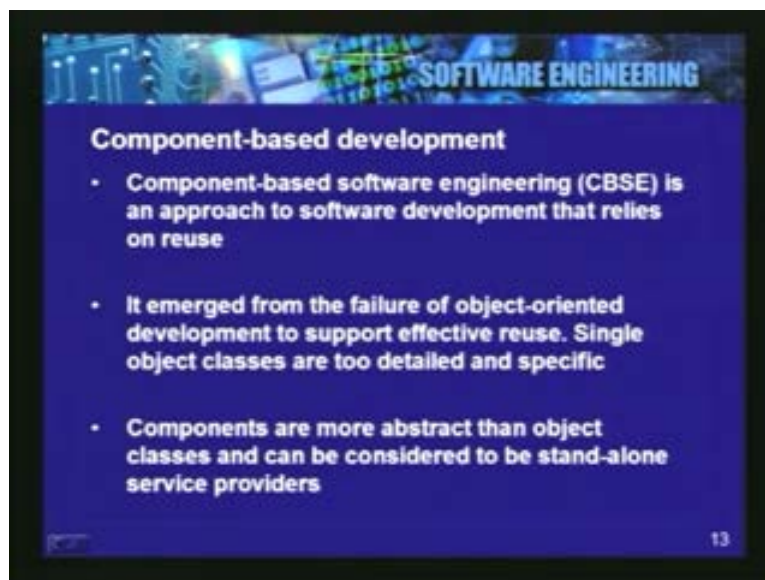 SOFTWARE ENGINEERING
Component-based development
• Component-based software engineering (CBSE) is
an approach to software development that relies
on reuse
• It emerged from the failure of object-oriented
development to support effective reuse. Single
object classes are too detailed and specific
• Components are more abstract than object
classes and can be considered to be stand-alone
service providers
13